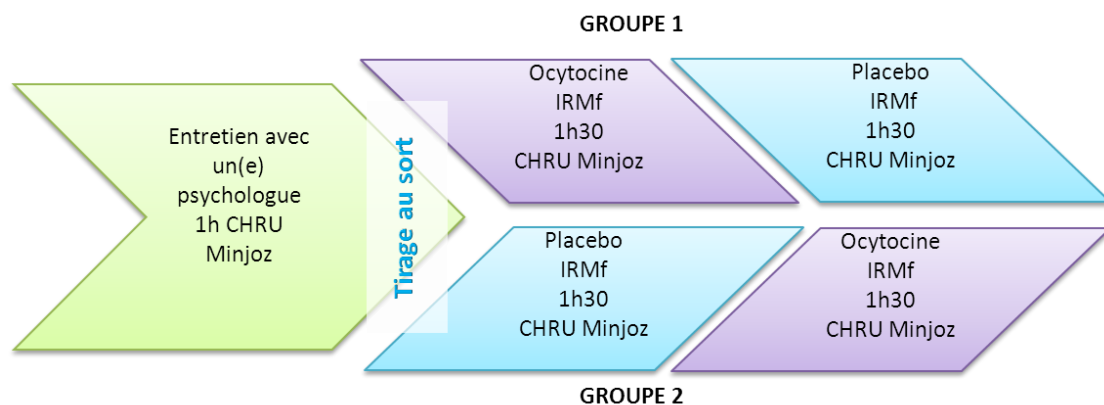 GROUPE 1
Entretien avec
un(e)
psychologue
1h CHRU
Minjoz
Tirage au sort
Ocytocine
IRMf
1h30
CHRU Minjoz
Placebo
IRMf
1h30
CHRU Minjoz
Placebo
IRMf
1h30
CHRU Minjoz
Ocytocine
IRMf
1h30
CHRU Minjoz
GROUPE 2